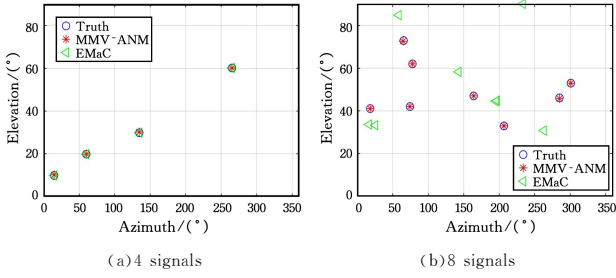 80
60
40
20
0
Elevation/(°)
Truth
MMV-ANM
EMaC
0 50 100 150 200 250 300 350
Azimuth/(°)
(a)4 signals
80
60
40
20
0
Elevation/(°)
Truth
MMV-ANM
EMaC
0 50 100 150 200 250 300 350
Azimuth/(°)
(b)8 signals